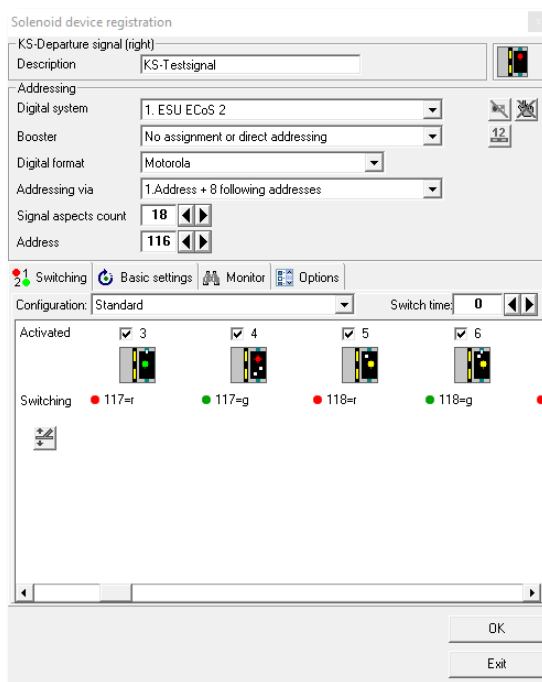 Solenoid device registration
KS-Departure signal (right)
Description KS-Testsignal
Addressing
Digital system 1. ESU ECoS 2
Booster No assignment or direct addressing
12
Digital format Motorola
Addressing via 1.Address + 8 following addresses
Signal aspects count 18
Address 116
Switching Basic settings Monitor Options
Configuration: Standard Switch time: 0
Activated 3 4 5 6
Switching 117=r 117=g 118=r 118=g
OK
Exit